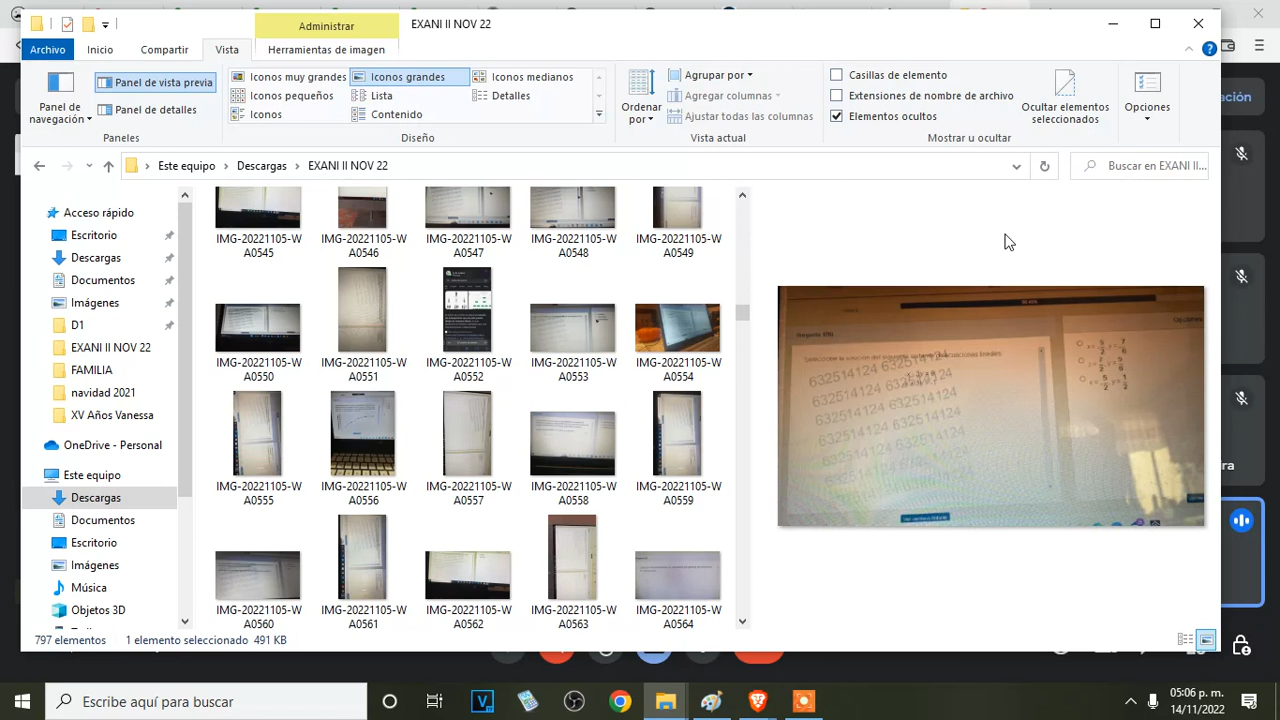 Administrar
EXANI II NOV 22
Archivo
Inicio
Compartir
Vista
Herramientas de imagen
Panel de navegación
Panel de vista previa
Panel de detalles
Paneles
Iconos muy grandes
Iconos grandes
Iconos medianos
Iconos pequeños
Lista
Detalles
Iconos
Contenido
Diseño
Ordenar por
Agrupar por
Agregar columnas
Ajustar todas las columnas
Vista actual
Casillas de elemento
Extensiones de nombre de archivo
Elementos ocultos
Ocultar elementos seleccionados
Mostrar u ocultar
Opciones
Este equipo
Descargas
EXANI II NOV 22
Buscar en EXANI II...
Acceso rápido
Escritorio
Descargas
Documentos
Imágenes
D1
EXANI II NOV 22
FAMILIA
navidad 2021
XV Años Vanessa
OneDrive - Personal
Este equipo
Descargas
Documentos
Escritorio
Imágenes
Música
Objetos 3D
IMG-20221105-WA0545
IMG-20221105-WA0546
IMG-20221105-WA0547
IMG-20221105-WA0548
IMG-20221105-WA0549
IMG-20221105-WA0550
IMG-20221105-WA0551
IMG-20221105-WA0552
IMG-20221105-WA0553
IMG-20221105-WA0554
IMG-20221105-WA0555
IMG-20221105-WA0556
IMG-20221105-WA0557
IMG-20221105-WA0558
IMG-20221105-WA0559
IMG-20221105-WA0560
IMG-20221105-WA0561
IMG-20221105-WA0562
IMG-20221105-WA0563
IMG-20221105-WA0564
632514124 632514124
632514124 632514124
632514124 632514124
632514124 632514124
797 elementos
1 elemento seleccionado 491 KB
Escribe aquí para buscar
05:06 p. m.
14/11/2022